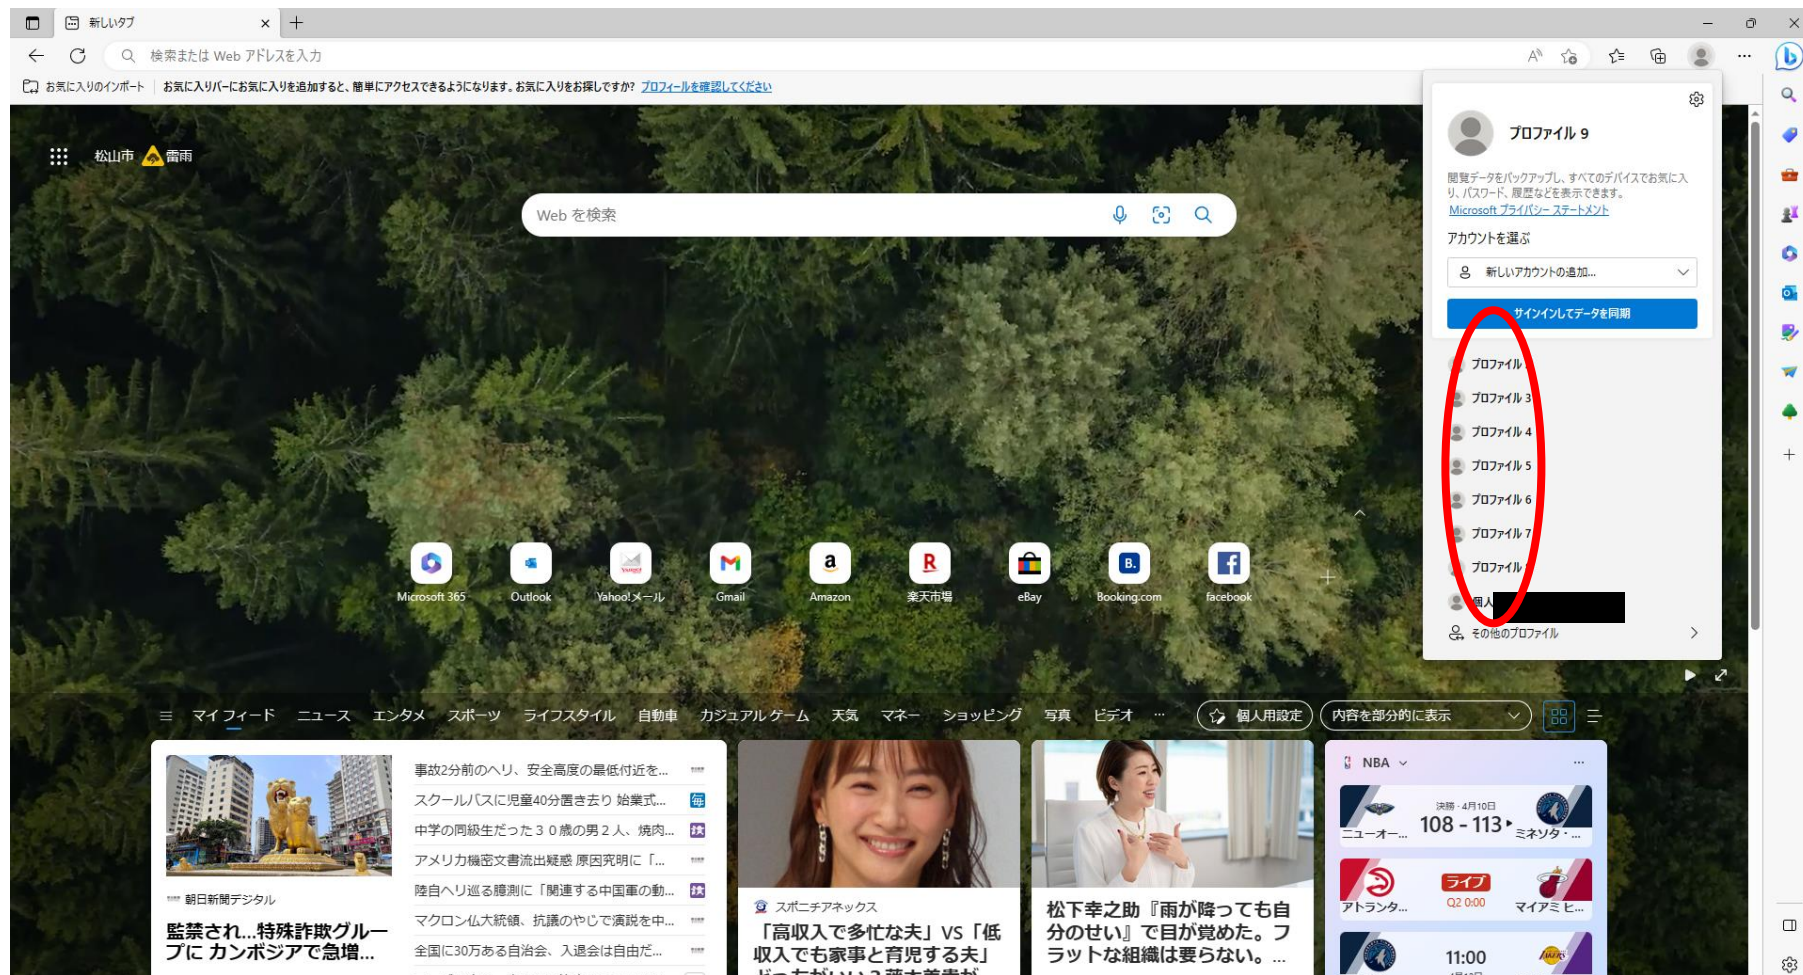 新しいタブ
検索または Web アドレスを入力
お気に入りのインポート
お気に入りバーにお気に入りを追加すると、簡単にアクセスできるようになります。お気に入りをお探しですか? プロフィールを確認してください
松山市 雷雨
Web を検索
プロファイル 9
閲覧データをバックアップし、すべてのデバイスでお気に入
り、パスワード、履歴などを表示できます。
Microsoft プライバシー ステートメント
アカウントを選ぶ
新しいアカウントの追加...
サインインしてデータを同期
プロファイル
プロファイル 3
プロファイル 4
プロファイル 5
プロファイル 6
プロファイル 7
プロファイル
個人
その他のプロファイル
Microsoft 365
Outlook
Yahoo!メール
Gmail
Amazon
楽天市場
eBay
Booking.com
facebook
マイフィード ニュース エンタメ スポーツ ライフスタイル 自動車 カジュアル ゲーム 天気 マネー ショッピング 写真 ビデオ ...
個人用設定
内容を部分的に表示
朝日新聞デジタル
監禁され...特殊詐欺グルー
プに カンボジアで急増...
事故2分前のヘリ、安全高度の最低付近を...
スクールバスに児童40分置き去り 始業式...
中学の同級生だった３０歳の男２人、焼肉...
アメリカ機密文書流出疑惑 原因究明に「...
陸自ヘリ巡る臆測に「関連する中国軍の動...
マクロン仏大統領、抗議のやじで演説を中...
全国に30万ある自治会、入退会は自由だ...
スポニチアネックス
「高収入で多忙な夫」VS「低
収入でも家事と育児する夫」
松下幸之助『雨が降っても自
分のせい』で目が覚めた。フ
ラットな組織は要らない。...
NBA
決勝 · 4月10日
108 - 113
ニューオー...
ミネソタ・...
ライブ
Q2 0:00
アトランタ...
マイアミ ヒ...
11:00